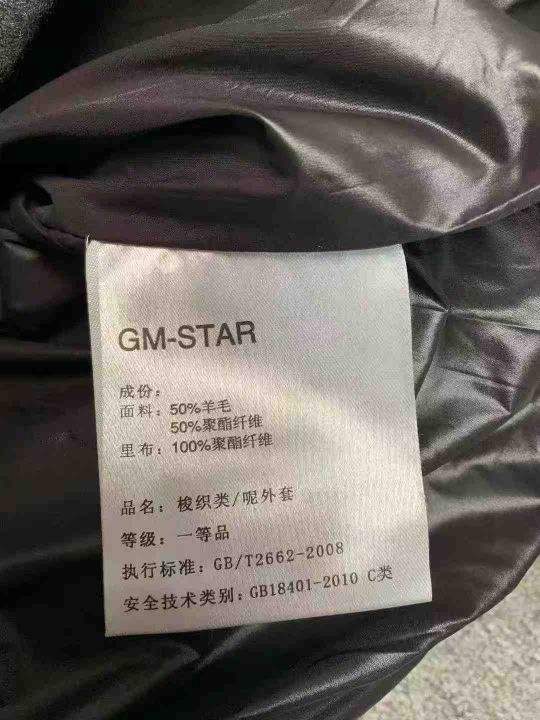 GM-STAR
成份：
面料：50%羊毛
50%聚酯纤维
里布：100%聚酯纤维
品名：梭织类/呢外套
等级：一等品
执行标准：GB/T2662-2008
安全技术类别：GB18401-2010 C类